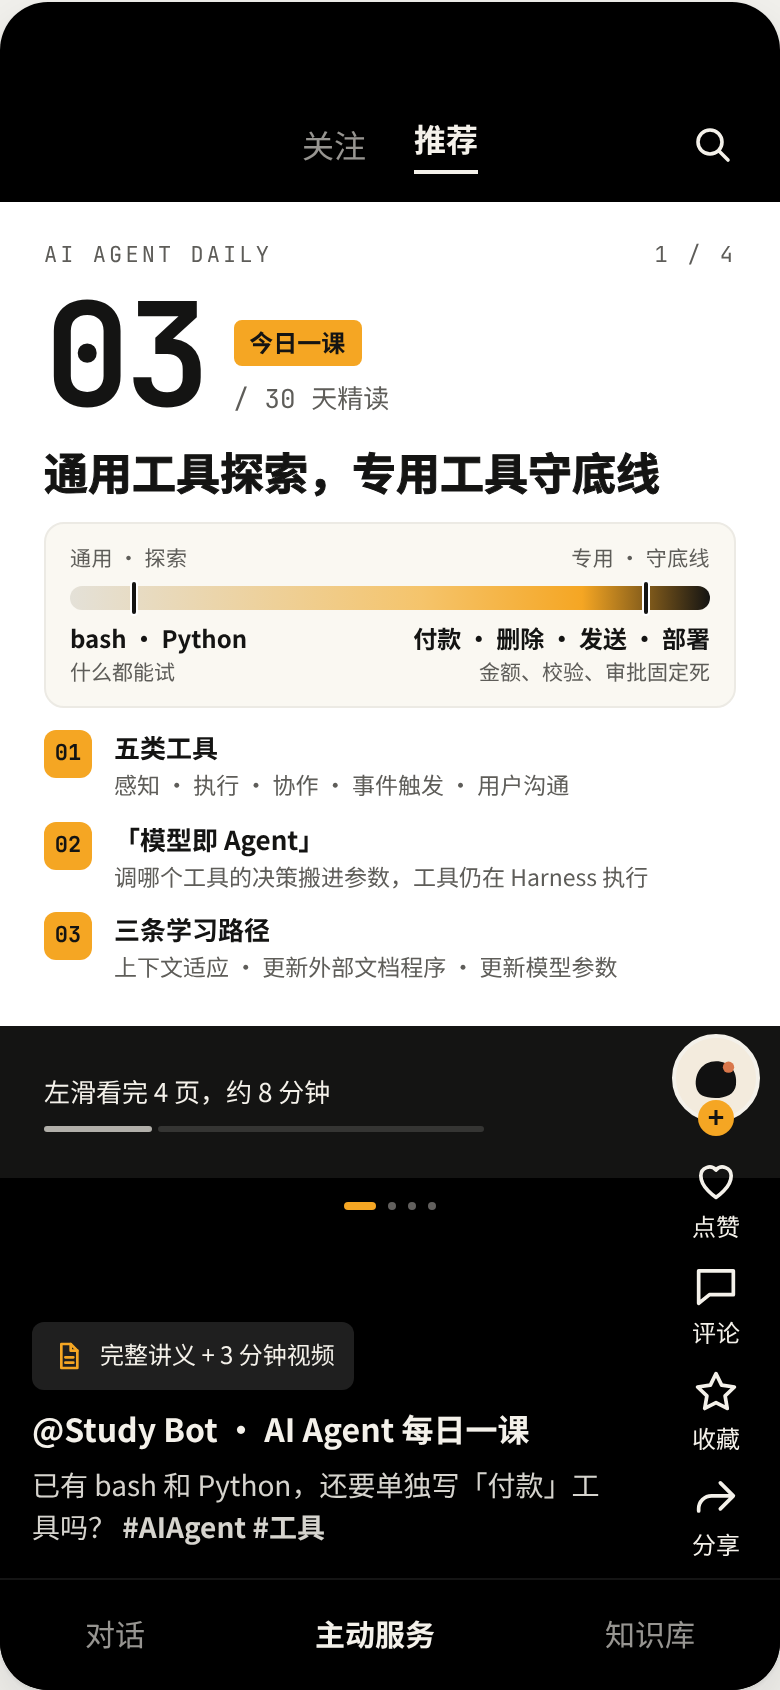 关注 推荐
AI AGENT DAILY 1 / 4
03 今日一课
/ 30 天精读
通用工具探索，专用工具守底线
通用 · 探索 专用 · 守底线
bash · Python 付款 · 删除 · 发送 · 部署
什么都能试 金额、校验、审批固定死
01 五类工具
感知 · 执行 · 协作 · 事件触发 · 用户沟通
02 「模型即 Agent」
调哪个工具的决策搬进参数，工具仍在 Harness 执行
03 三条学习路径
上下文适应 · 更新外部文档程序 · 更新模型参数
左滑看完 4 页，约 8 分钟
+
点赞
评论
收藏
分享
完整讲义 + 3 分钟视频
@Study Bot · AI Agent 每日一课
已有 bash 和 Python，还要单独写「付款」工
具吗？ #AIAgent #工具
对话 主动服务 知识库